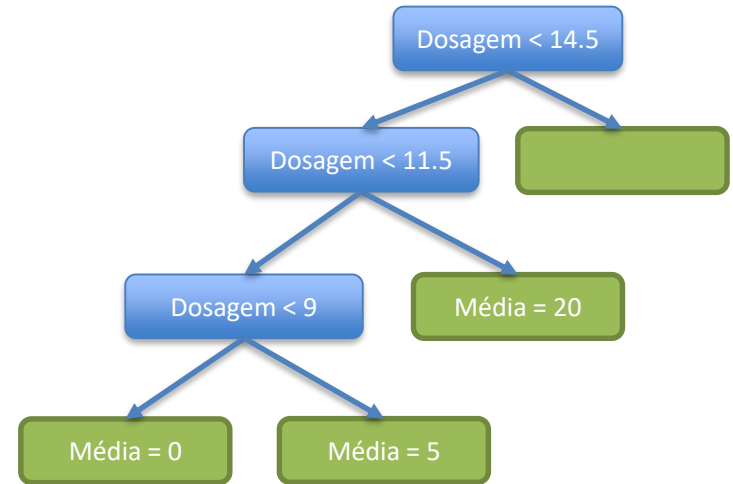 Dosagem < 14.5
Dosagem < 11.5
Dosagem < 9
Média = 20
Média = 0
Média = 5